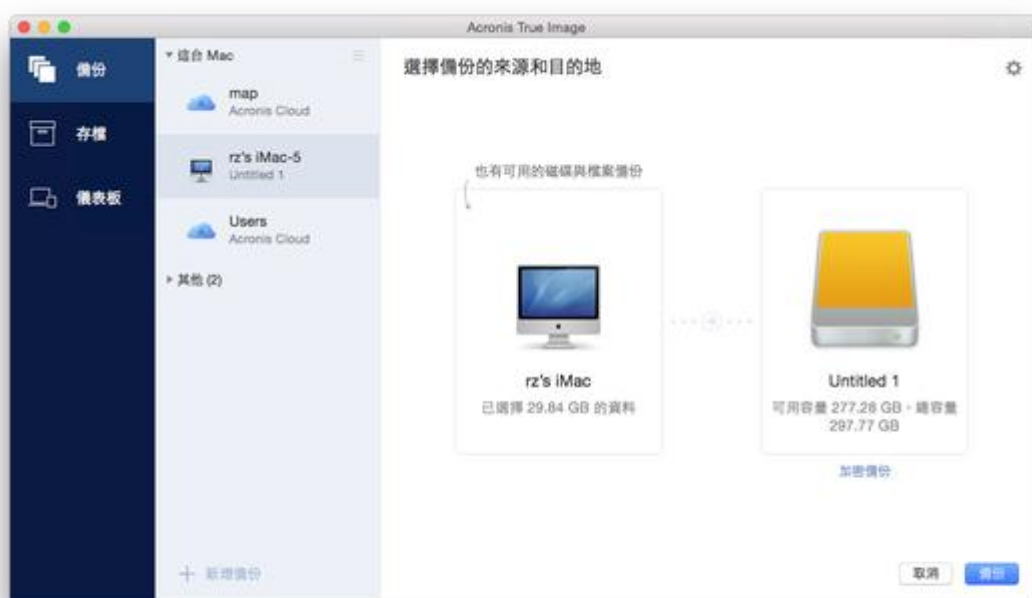 Acronis True Image
備份
存檔
儀表板
這台 Mac
map
Acronis Cloud
rz's iMac-5
Untitled 1
Users
Acronis Cloud
其他 (2)
新增備份
選擇備份的來源和目的地
也有可用的磁碟與檔案備份
rz's iMac
已選擇 29.84 GB 的資料
Untitled 1
可用容量 277.28 GB，總容量
297.77 GB
加密備份
取消
備份